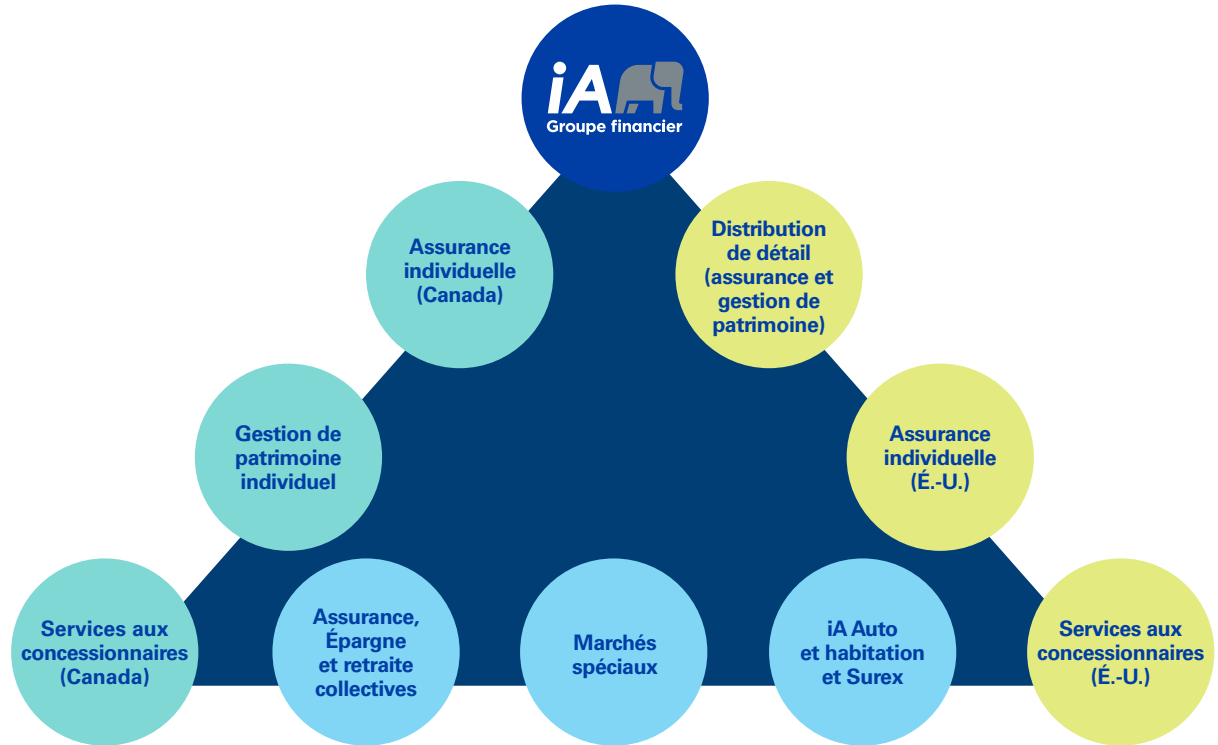 iA
Groupe financier
Assurance
individuelle
(Canada)
Distribution
de détail
(assurance et
gestion de
patrimoine)
Gestion de
patrimoine
individuel
Assurance
individuelle
(É.-U.)
Services aux
concessionnaires
(Canada)
Assurance,
Épargne
et retraite
collectives
Marchés
spéciaux
iA Auto
et habitation
et Surex
Services aux
concessionnaires
(É.-U.)